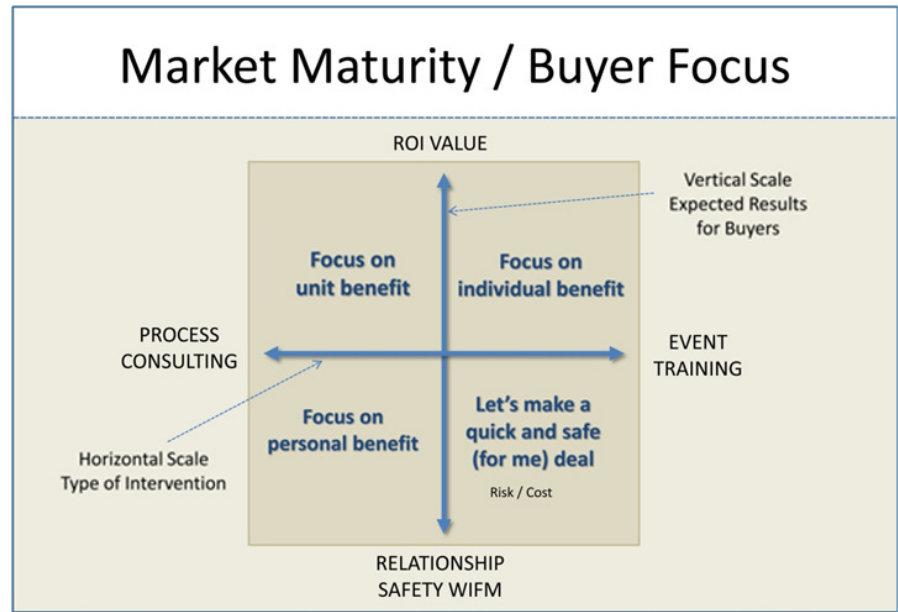 Market Maturity / Buyer Focus
ROI VALUE
Vertical Scale
Expected Results
for Buyers
Focus on
unit benefit
Focus on
individual benefit
PROCESS
CONSULTING
EVENT
TRAINING
Focus on
personal benefit
Let's make a
quick and safe
(for me) deal
Risk / Cost
Horizontal Scale
Type of Intervention
RELATIONSHIP
SAFETY WIFM